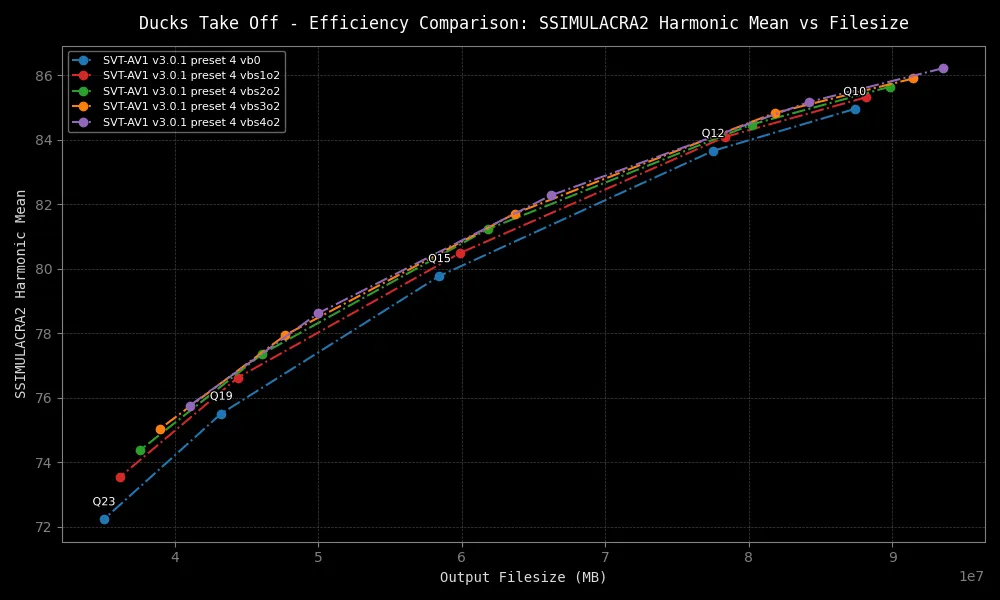 Ducks Take Off - Efficiency Comparison: SSIMULACRA2 Harmonic Mean vs Filesize
SVT-AV1 v3.0.1 preset 4 vb0
SVT-AV1 v3.0.1 preset 4 vbs1o2
SVT-AV1 v3.0.1 preset 4 vbs2o2
SVT-AV1 v3.0.1 preset 4 vbs3o2
SVT-AV1 v3.0.1 preset 4 vbs4o2
SSIMULACRA2 Harmonic Mean
86
84
82
80
78
76
74
72
Q10
Q12
Q15
Q19
Q23
4 5 6 7 8 9
1e7
Output Filesize (MB)